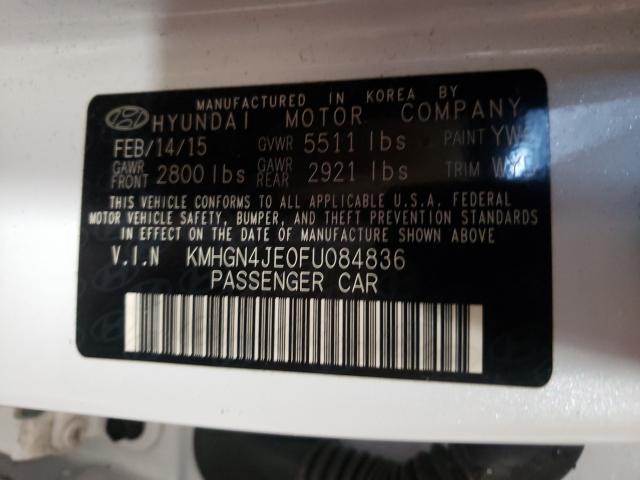 MANUFACTURED IN KOREA BY
HYUNDAI MOTOR COMPANY
FEB/14/15 GVWR 5511 lbs PAINT
GAWR FRONT 2800 lbs GAWR REAR 2921 lbs TRIM
THIS VEHICLE CONFORMS TO ALL APPLICABLE U.S.A. FEDERAL
MOTOR VEHICLE SAFETY, BUMPER, AND THEFT PREVENTION STANDARDS
IN EFFECT ON THE DATE OF MANUFACTURE SHOWN ABOVE
V.I.N KMHGN4JE0FU084836
PASSENGER CAR